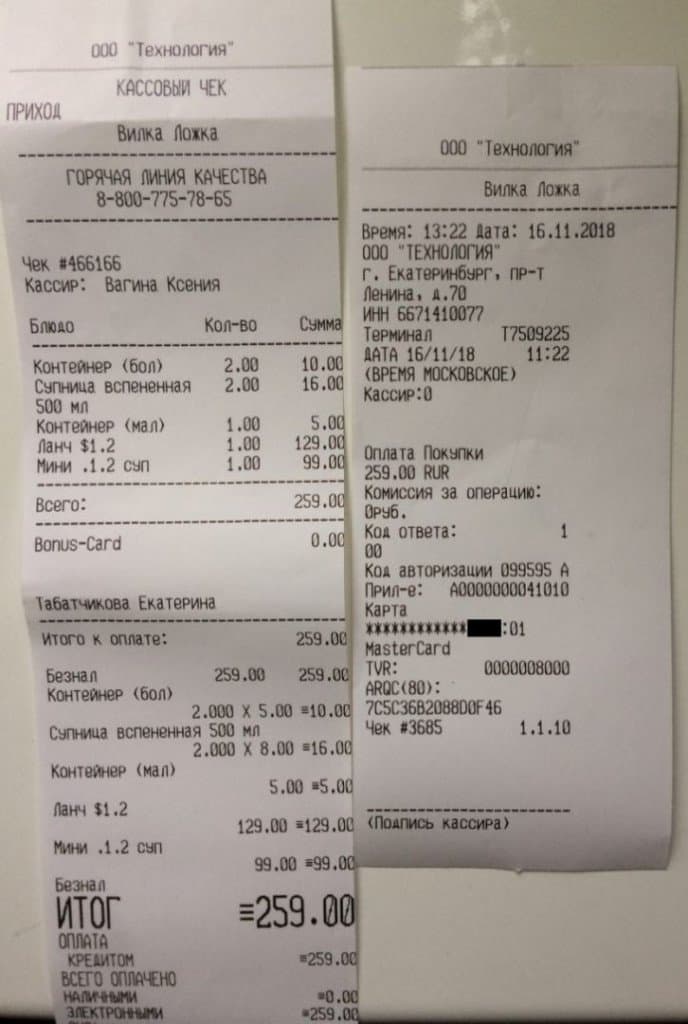 ООО "Технология"
КАССОВЫЙ ЧЕК
ПРИХОД
Вилка Ложка
ГОРЯЧАЯ ЛИНИЯ КАЧЕСТВА
8-800-775-78-65
Чек #466166
Кассир: Вагина Ксения
Блюдо Кол-во Сумма
Контейнер (бол) 2.00 10.00
Супница вспененная 2.00 16.00
500 мл
Контейнер (мал) 1.00 5.00
Ланч $1.2 1.00 129.00
Мини .1.2 суп 1.00 99.00
Всего: 259.00
Bonus-Card 0.00
Табатчикова Екатерина
Итого к оплате: 259.00
Безнал 259.00 259.00
Контейнер (бол)
2.000 X 5.00 ≡10.00
Супница вспененная 500 мл
2.000 X 8.00 ≡16.00
Контейнер (мал)
5.00 ≡5.00
Ланч $1.2
129.00 ≡129.00
Мини .1.2 суп
99.00 ≡99.00
Безнал
ИТОГ ≡259.00
ОПЛАТА
КРЕДИТОМ ≡259.00
ВСЕГО ОПЛАЧЕНО
НАЛИЧНЫМИ ≡0.00
ЭЛЕКТРОННЫМИ ≡259.00
ООО "Технология"
Вилка Ложка
Время: 13:22 Дата: 16.11.2018
ООО "ТЕХНОЛОГИЯ"
г. Екатеринбург, пр-т
Ленина, д.70
ИНН 6671410077
Терминал T7509225
ДАТА 16/11/18 11:22
(ВРЕМЯ МОСКОВСКОЕ)
Кассир:0
Оплата Покупки
259.00 RUR
Комиссия за операцию:
0руб.
Код ответа: 1
00
Код авторизации 099595 А
Прил-е: A0000000041010
Карта
************:01
MasterCard
TVR: 0000008000
ARQC(80):
7C5C36B2088D0F46
Чек #3685 1.1.10
(Подпись кассира)